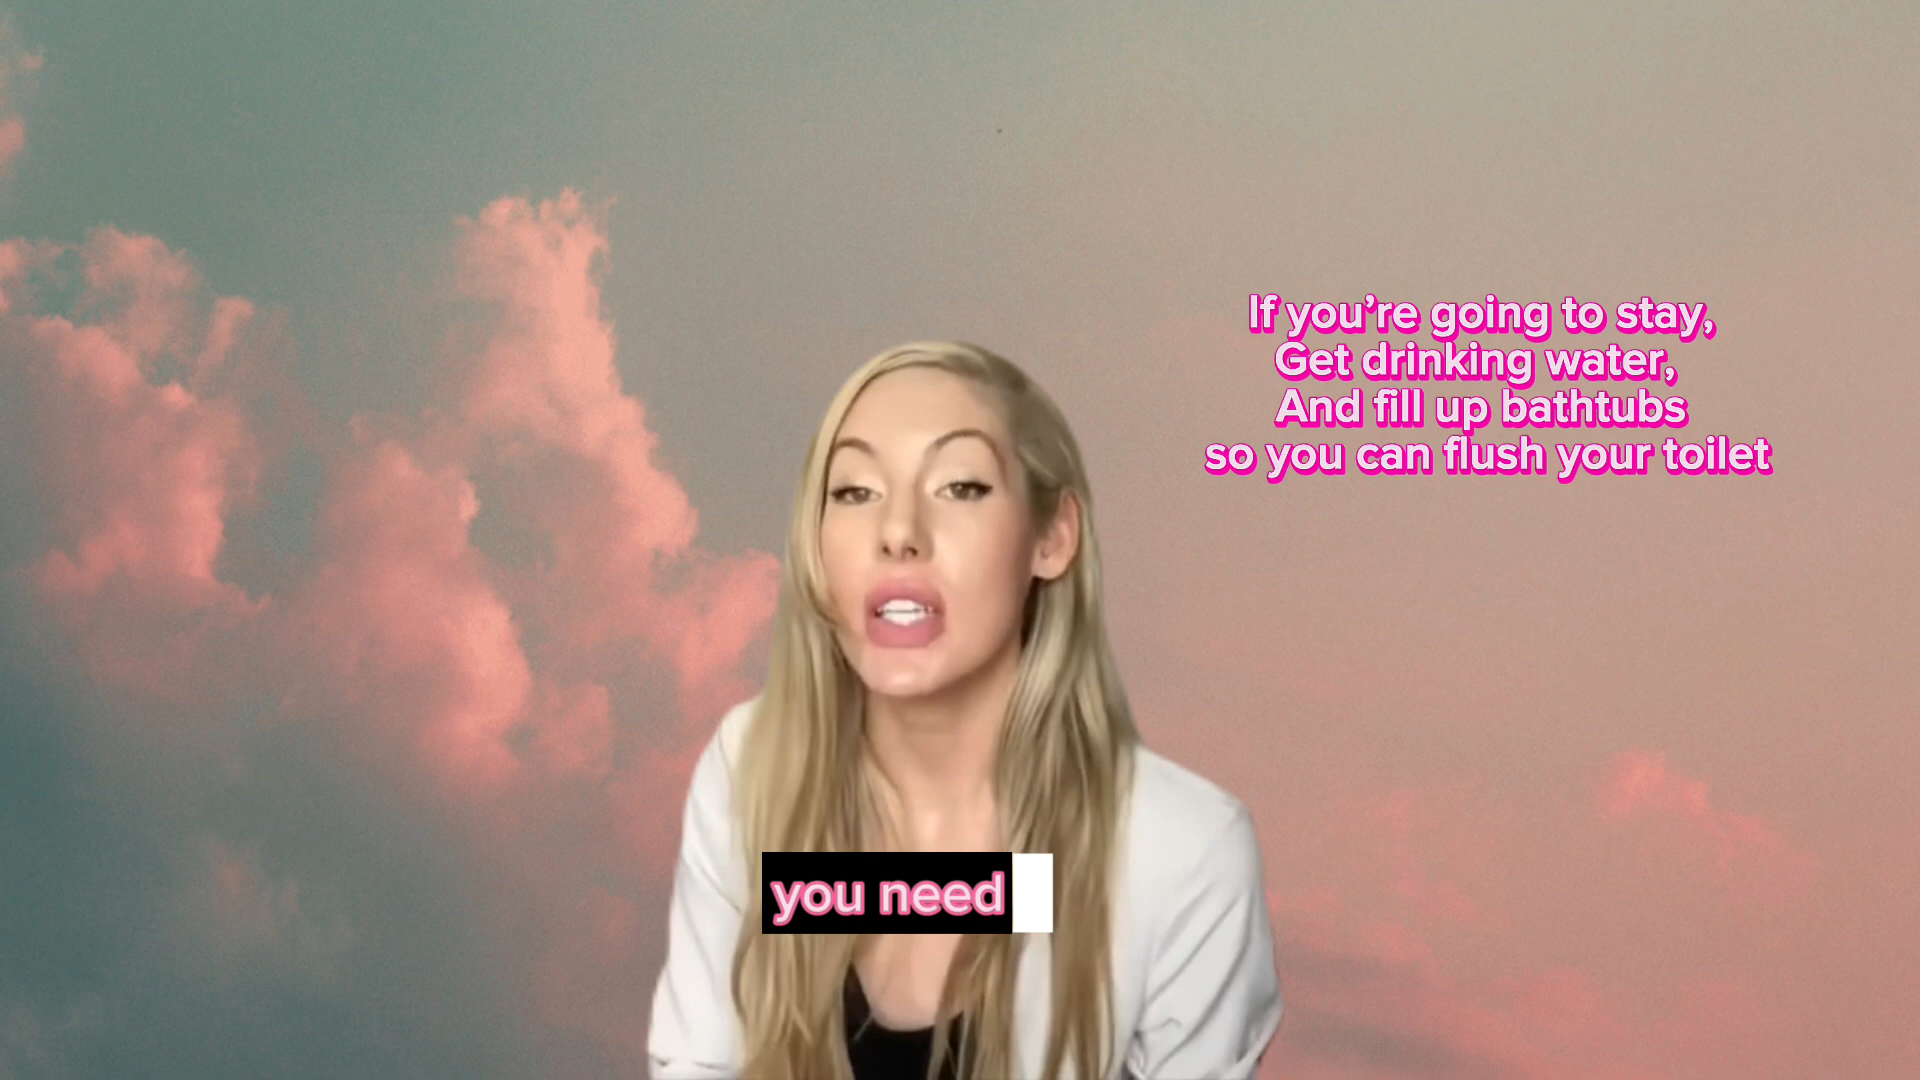 If you're going to stay,
Get drinking water,
And fill up bathtubs
so you can flush your toilet
you need